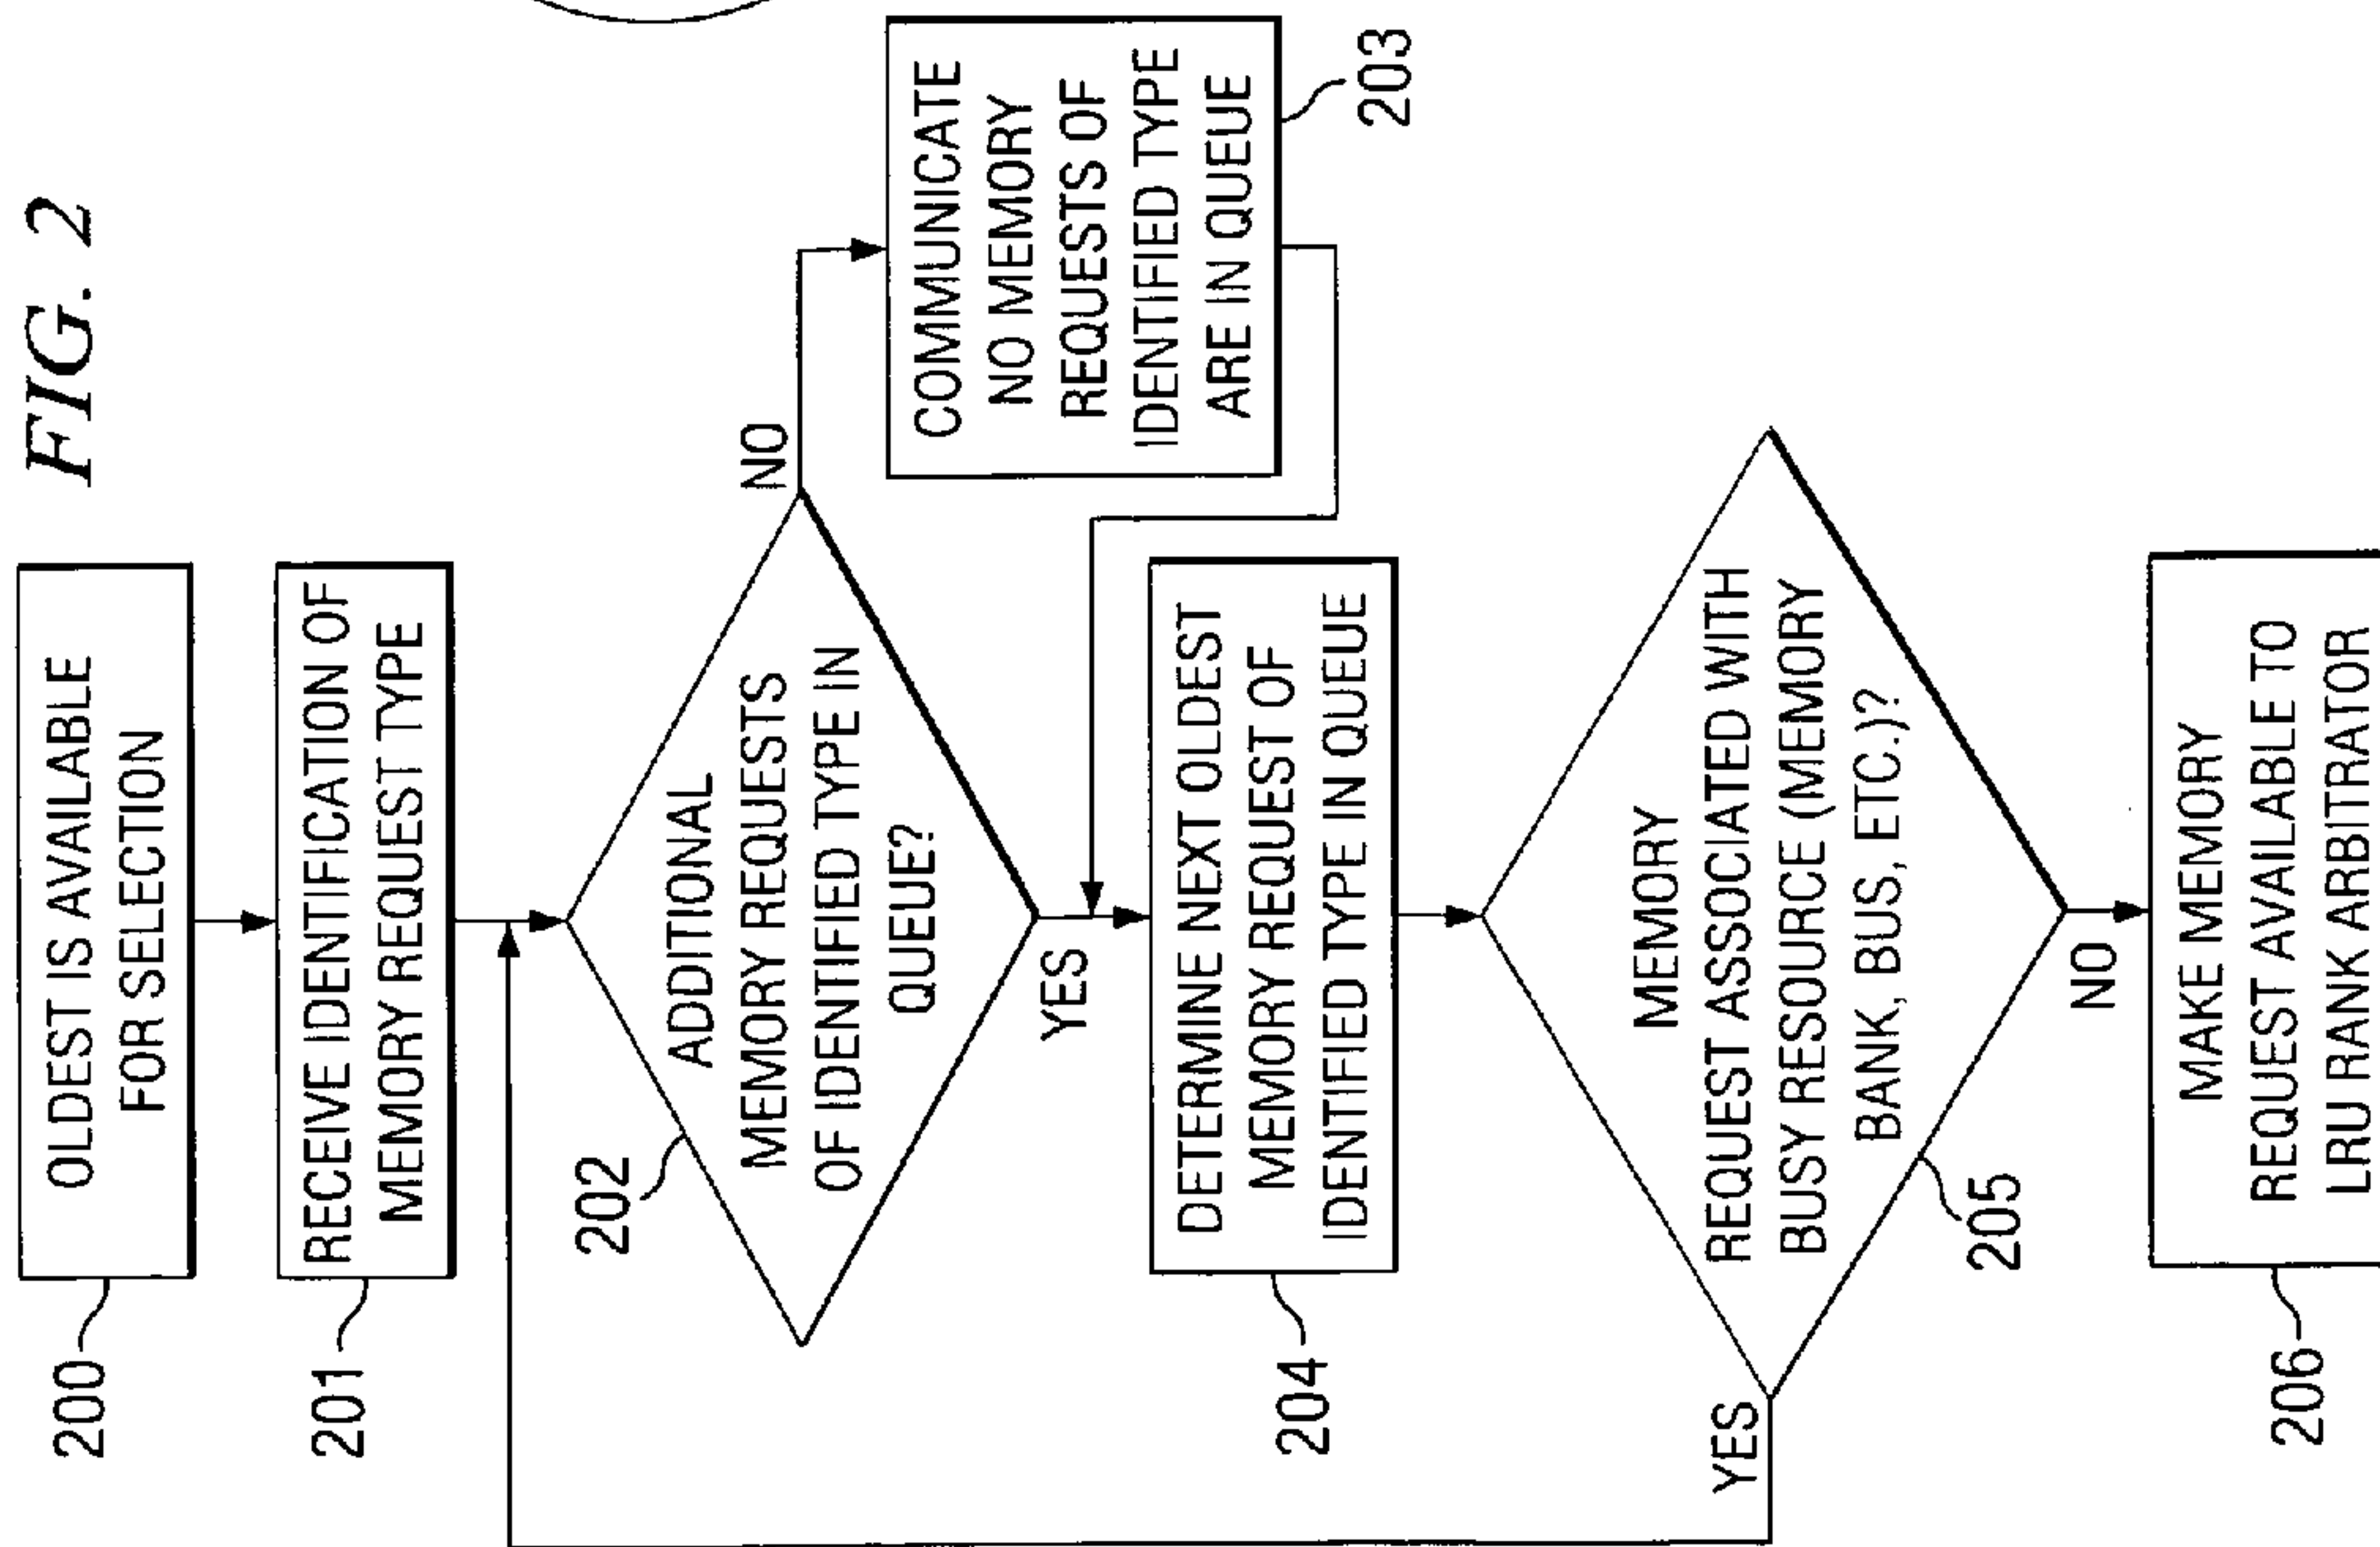 FIG. 2
OLDEST IS AVAILABLE
FOR SELECTION
200
RECEIVE IDENTIFICATION OF
MEMORY REQUEST TYPE
201
ADDITIONAL
MEMORY REQUESTS
OF IDENTIFIED TYPE IN
QUEUE?
202
NO
COMMUNICATE
NO MEMORY
REQUESTS OF
IDENTIFIED TYPE
ARE IN QUEUE
203
YES
DETERMINE NEXT OLDEST
MEMORY REQUEST OF
IDENTIFIED TYPE IN QUEUE
204
MEMORY
REQUEST ASSOCIATED WITH
BUSY RESOURCE (MEMORY
BANK, BUS, ETC.)?
205
YES
NO
MAKE MEMORY
REQUEST AVAILABLE TO
LRU RANK ARBITRATOR
206